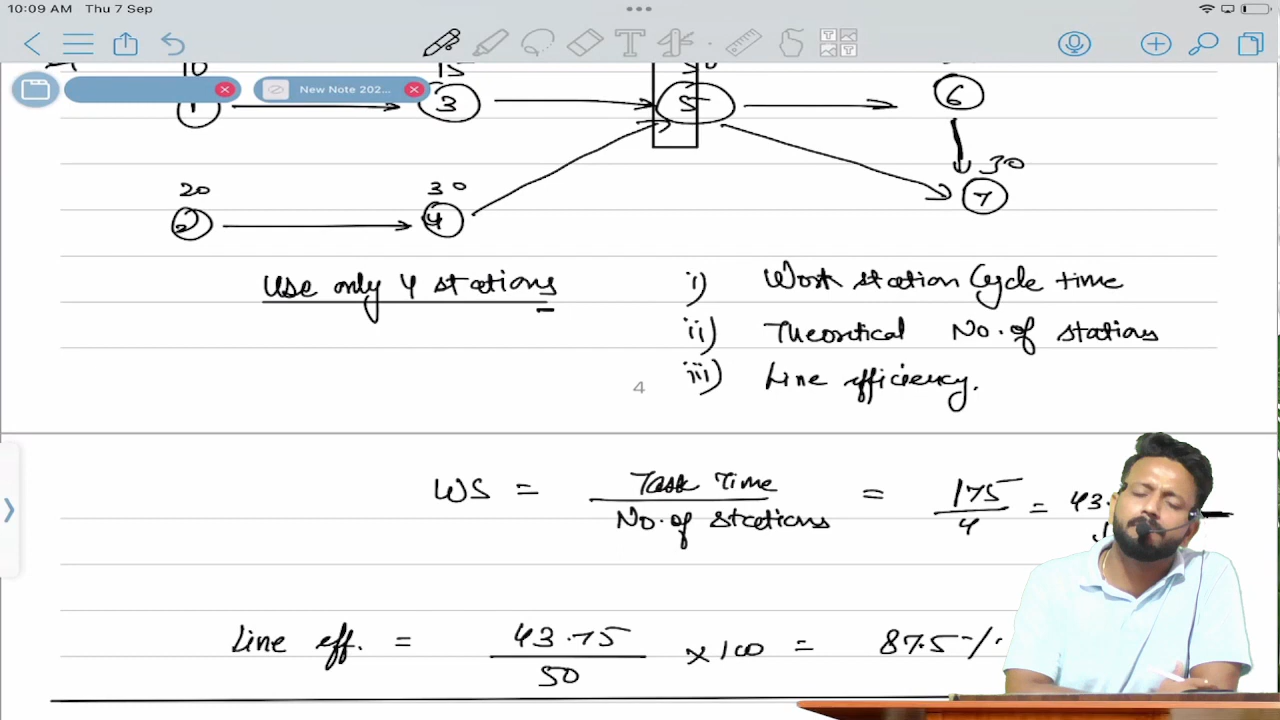 10:09 AM Thu 7 Sep
10 15
New Note 202...
1 3 5 6
30
20 30 7
2 4
Use only 4 stations
i) Work station Cycle time
ii) Theoretical No. of stations
iii) Line efficiency.
4
WS = Task Time / No. of stations = 175 / 4 = 43.
Line eff. = 43.75 / 50 × 100 = 87.5 %.